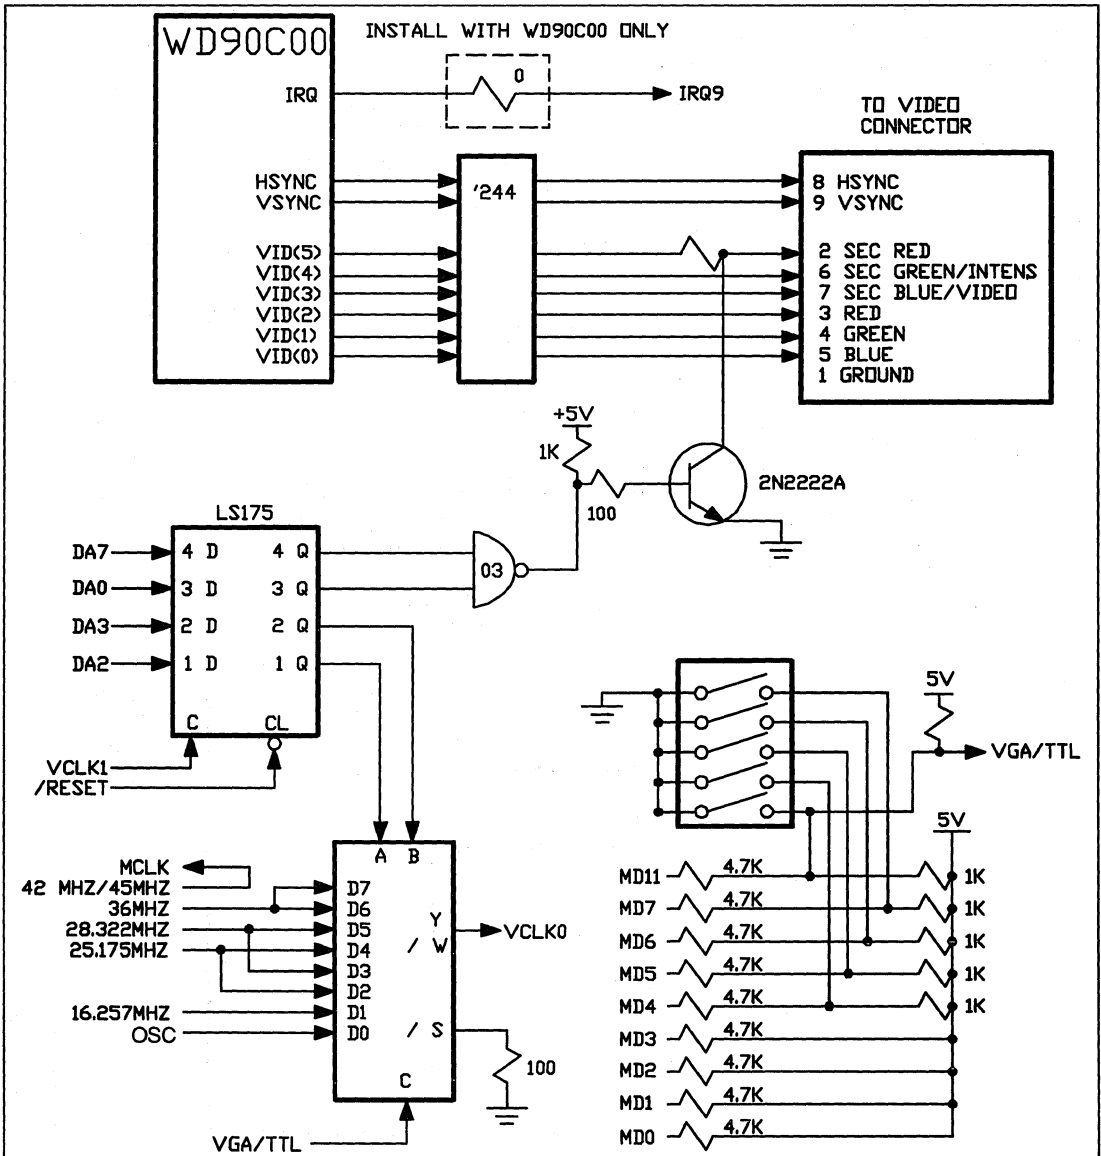 WD90C00
INSTALL WITH WD90C00 ONLY
0
IRQ
IRQ9
TO VIDEO
CONNECTOR
HSYNC
VSYNC
'244
8 HSYNC
9 VSYNC
VID(5)
VID(4)
VID(3)
VID(2)
VID(1)
VID(0)
2 SEC RED
6 SEC GREEN/INTENS
7 SEC BLUE/VIDEO
3 RED
4 GREEN
5 BLUE
1 GROUND
+5V
1K
100
2N2222A
LS175
DA7
4 D
4 Q
DA0
3 D
3 Q
DA3
2 D
2 Q
DA2
1 D
1 Q
03
C
CL
VCLK1
/RESET
5V
VGA/TTL
5V
A B
MCLK
42 MHZ/45MHZ
36MHZ
28.322MHZ
25.175MHZ
16.257MHZ
OSC
D7
D6
D5
D4
D3
D2
D1
D0
Y
/ W
VCLK0
/ S
100
C
VGA/TTL
MD11 4.7K 1K
MD7 4.7K 1K
MD6 4.7K 1K
MD5 4.7K 1K
MD4 4.7K 1K
MD3 4.7K
MD2 4.7K
MD1 4.7K
MD0 4.7K